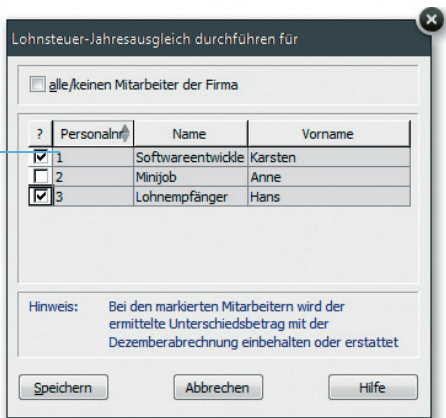 Lohnsteuer-Jahresausgleich durchführen für
alle/keinen Mitarbeiter der Firma
? Personalnr Name Vorname
1 Softwareentwickle Karsten
2 Minijob Anne
3 Lohnempfänger Hans
Hinweis: Bei den markierten Mitarbeitern wird der
ermittelte Unterschiedsbetrag mit der
Dezemberabrechnung einbehalten oder erstattet
Speichern Abbrechen Hilfe